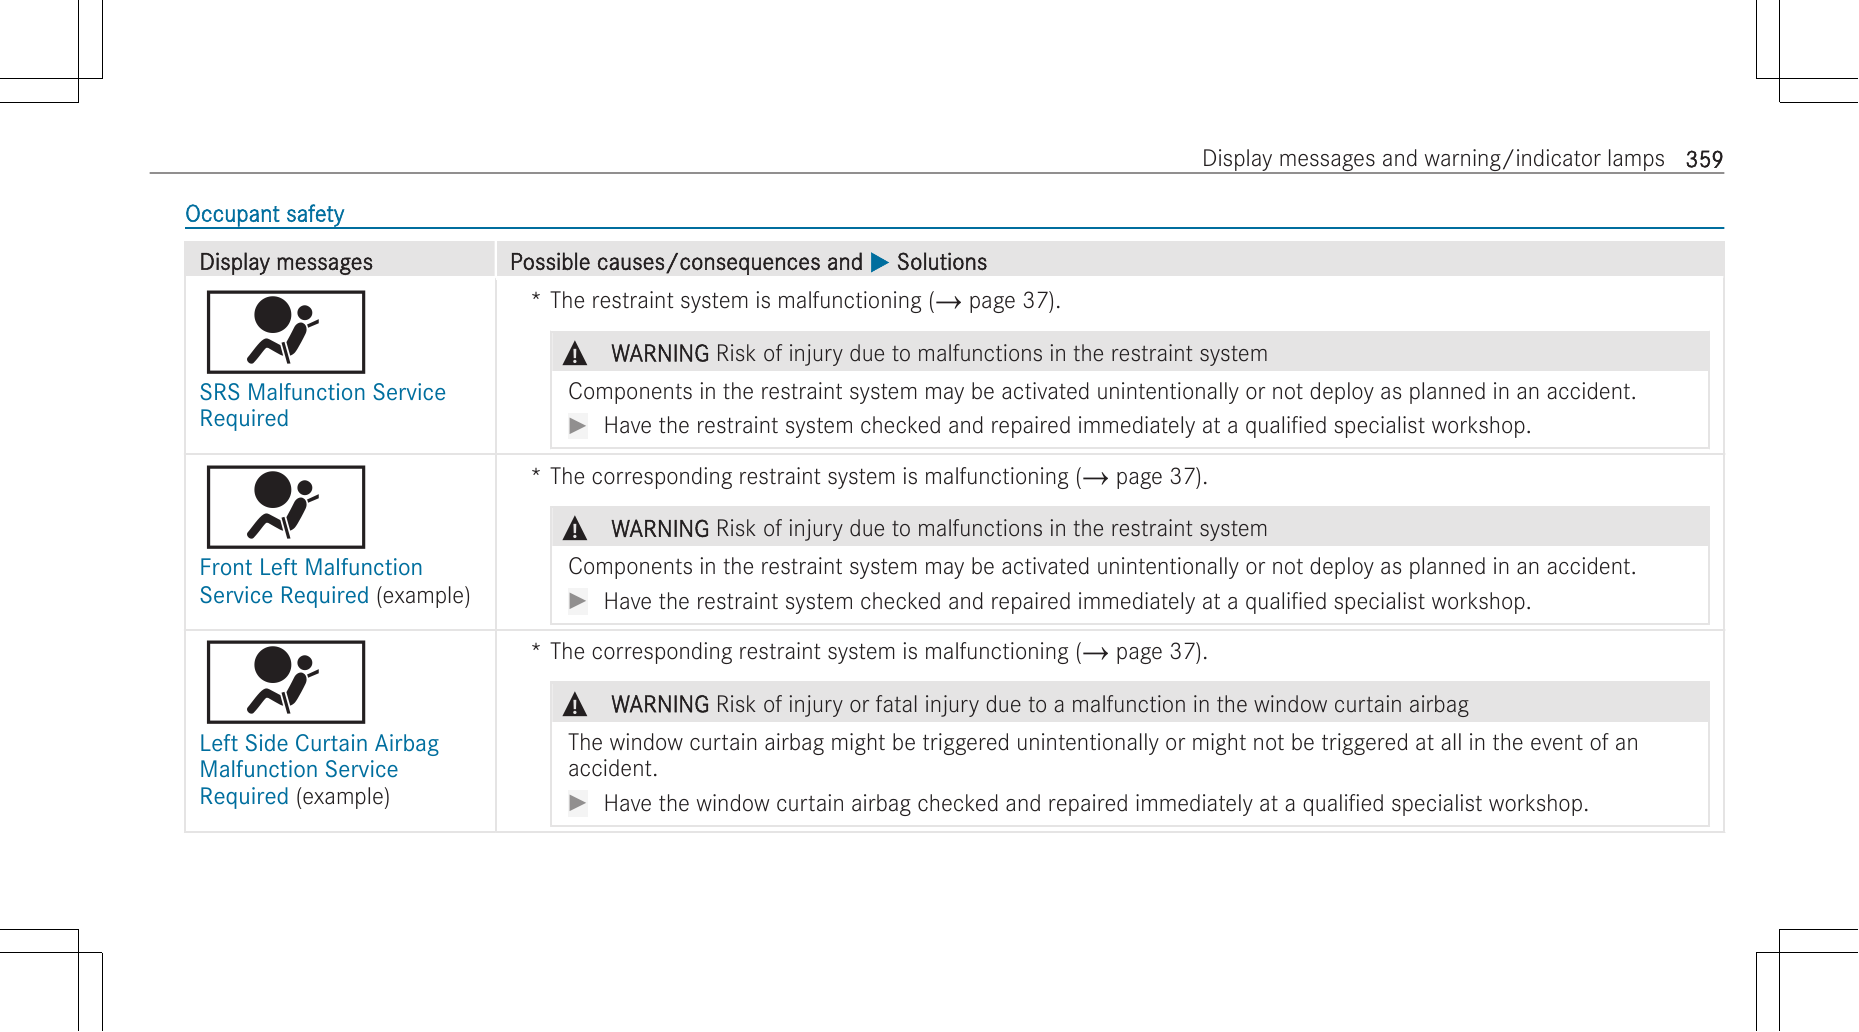 Display messages and warning/indicator lamps 359
Occupant safety
Display messages
Possible causes/consequences and ▶ Solutions
SRS Malfunction Service
Required
* The restraint system is malfunctioning (→ page 37).
WARNING Risk of injury due to malfunctions in the restraint system
Components in the restraint system may be activated unintentionally or not deploy as planned in an accident.
▶ Have the restraint system checked and repaired immediately at a qualified specialist workshop.
Front Left Malfunction
Service Required (example)
* The corresponding restraint system is malfunctioning (→ page 37).
WARNING Risk of injury due to malfunctions in the restraint system
Components in the restraint system may be activated unintentionally or not deploy as planned in an accident.
▶ Have the restraint system checked and repaired immediately at a qualified specialist workshop.
Left Side Curtain Airbag
Malfunction Service
Required (example)
* The corresponding restraint system is malfunctioning (→ page 37).
WARNING Risk of injury or fatal injury due to a malfunction in the window curtain airbag
The window curtain airbag might be triggered unintentionally or might not be triggered at all in the event of an
accident.
▶ Have the window curtain airbag checked and repaired immediately at a qualified specialist workshop.